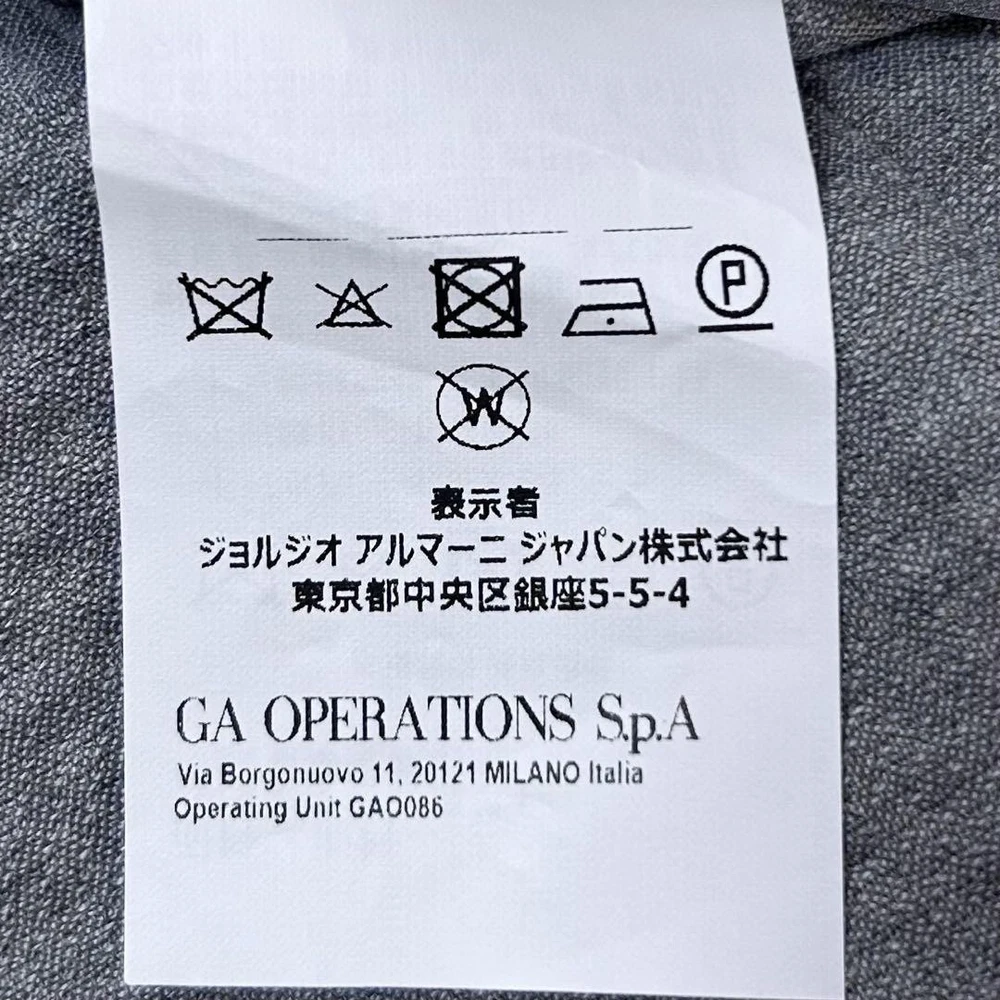 P
W
表示者
ジョルジオ アルマーニ ジャパン株式会社
東京都中央区銀座5-5-4
GA OPERATIONS S.p.A
Via Borgonuovo 11, 20121 MILANO Italia
Operating Unit GAO086